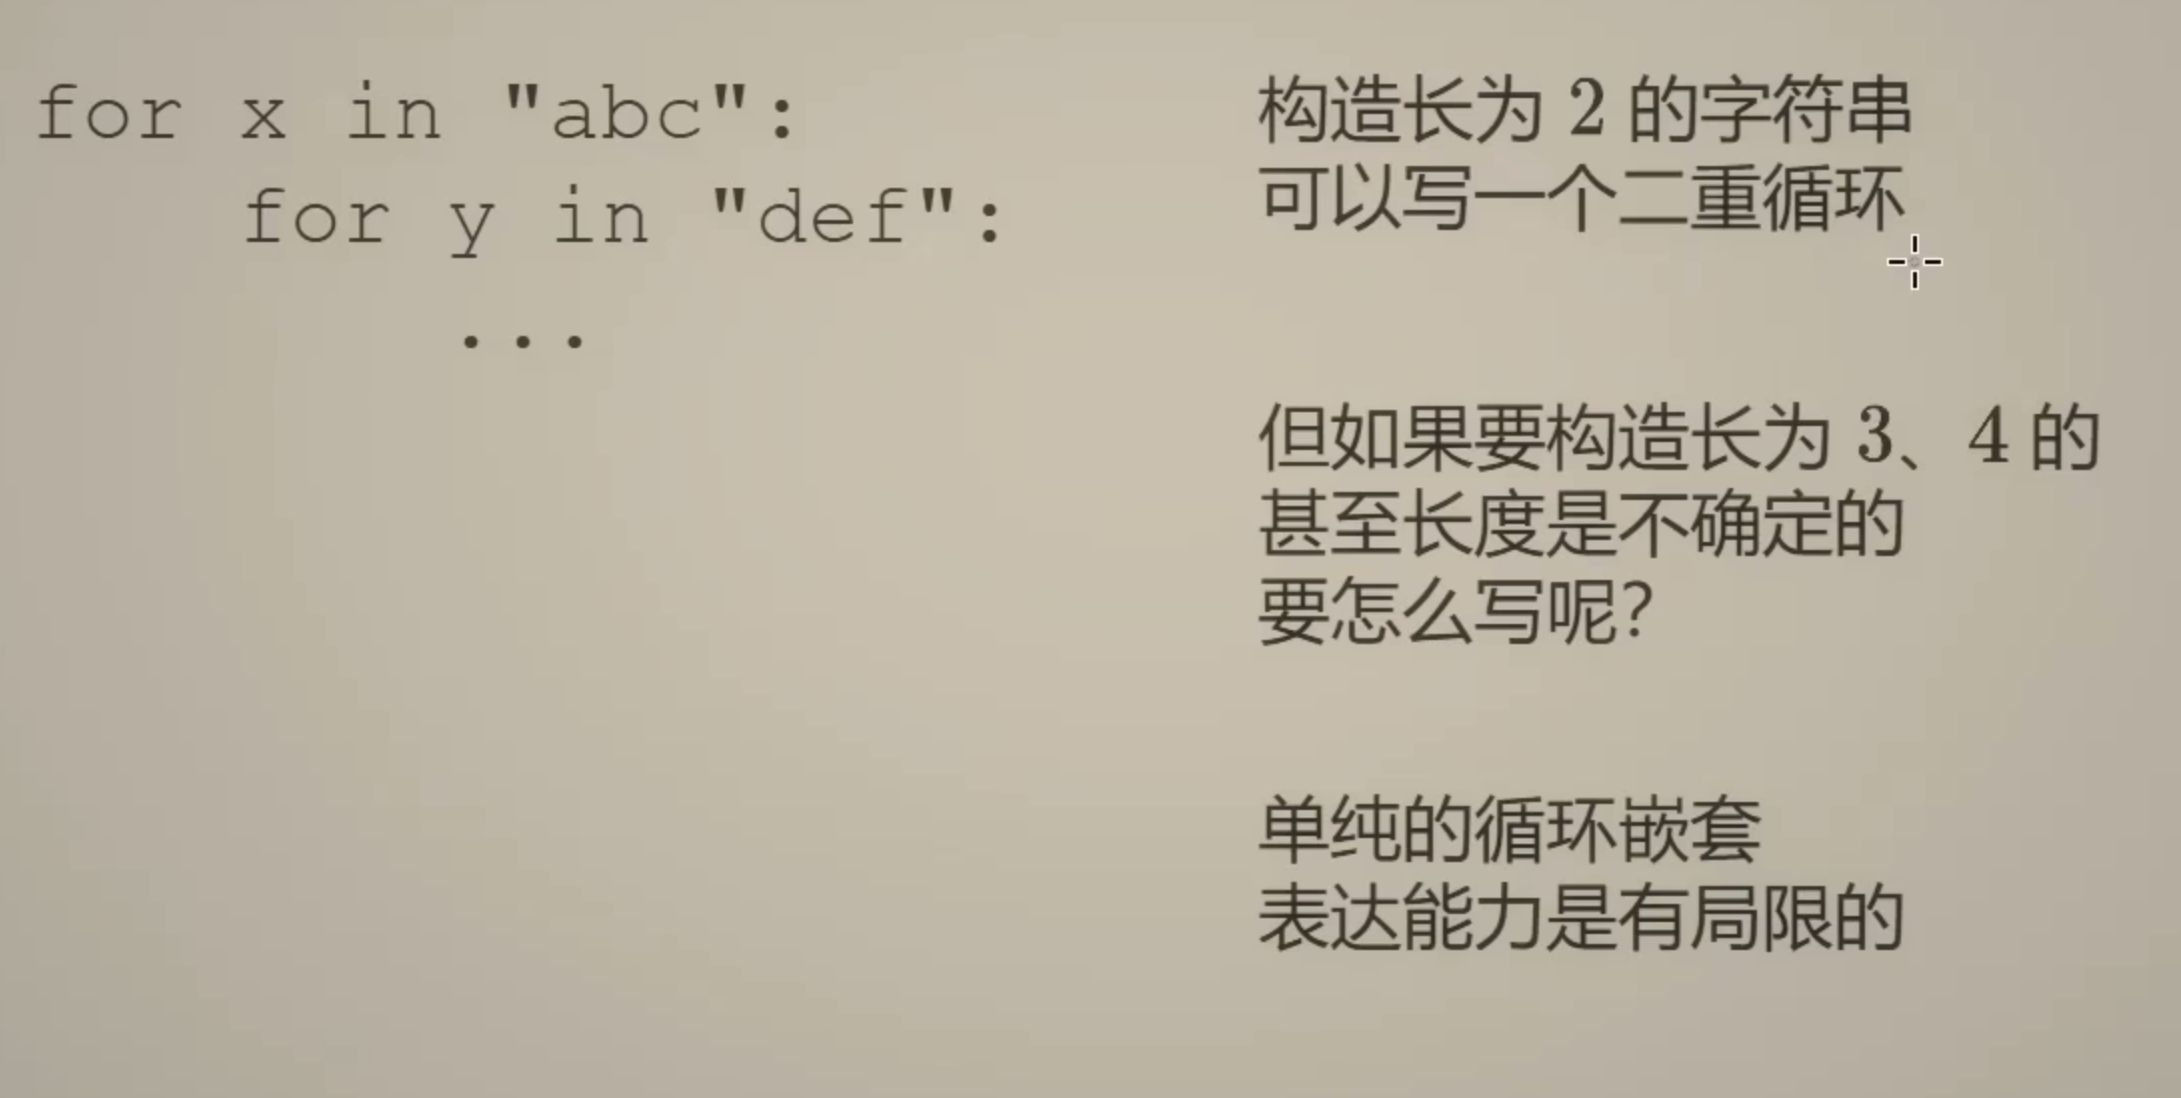 for x in "abc":
    for y in "def":
        ...
构造长为 2 的字符串
可以写一个二重循环
但如果要构造长为 3、4 的
甚至长度是不确定的
要怎么写呢?
单纯的循环嵌套
表达能力是有局限的